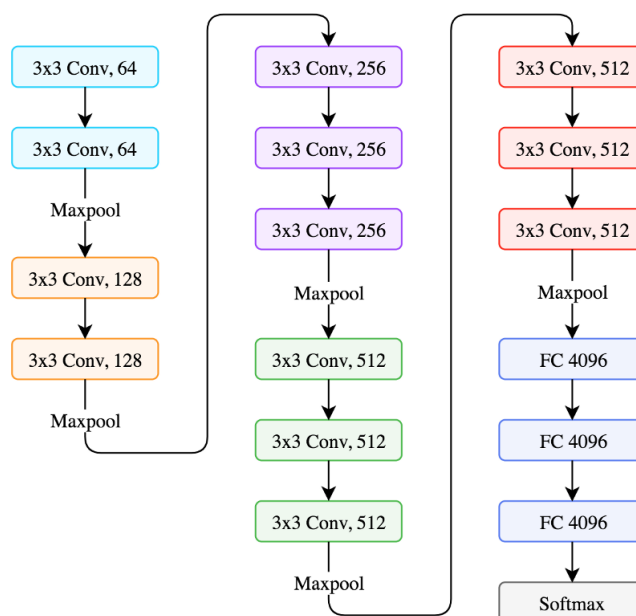 3x3 Conv, 64
3x3 Conv, 64
Maxpool
3x3 Conv, 128
3x3 Conv, 128
Maxpool
3x3 Conv, 256
3x3 Conv, 256
3x3 Conv, 256
Maxpool
3x3 Conv, 512
3x3 Conv, 512
3x3 Conv, 512
Maxpool
3x3 Conv, 512
3x3 Conv, 512
3x3 Conv, 512
Maxpool
FC 4096
FC 4096
FC 4096
Softmax